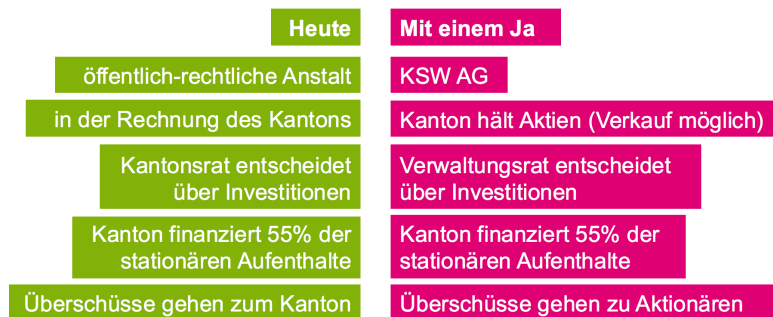 Heute
Mit einem Ja
öffentlich-rechtliche Anstalt
KSW AG
in der Rechnung des Kantons
Kanton hält Aktien (Verkauf möglich)
Kantonsrat entscheidet
über Investitionen
Verwaltungsrat entscheidet
über Investitionen
Kanton finanziert 55% der
stationären Aufenthalte
Kanton finanziert 55% der
stationären Aufenthalte
Überschüsse gehen zum Kanton
Überschüsse gehen zu Aktionären